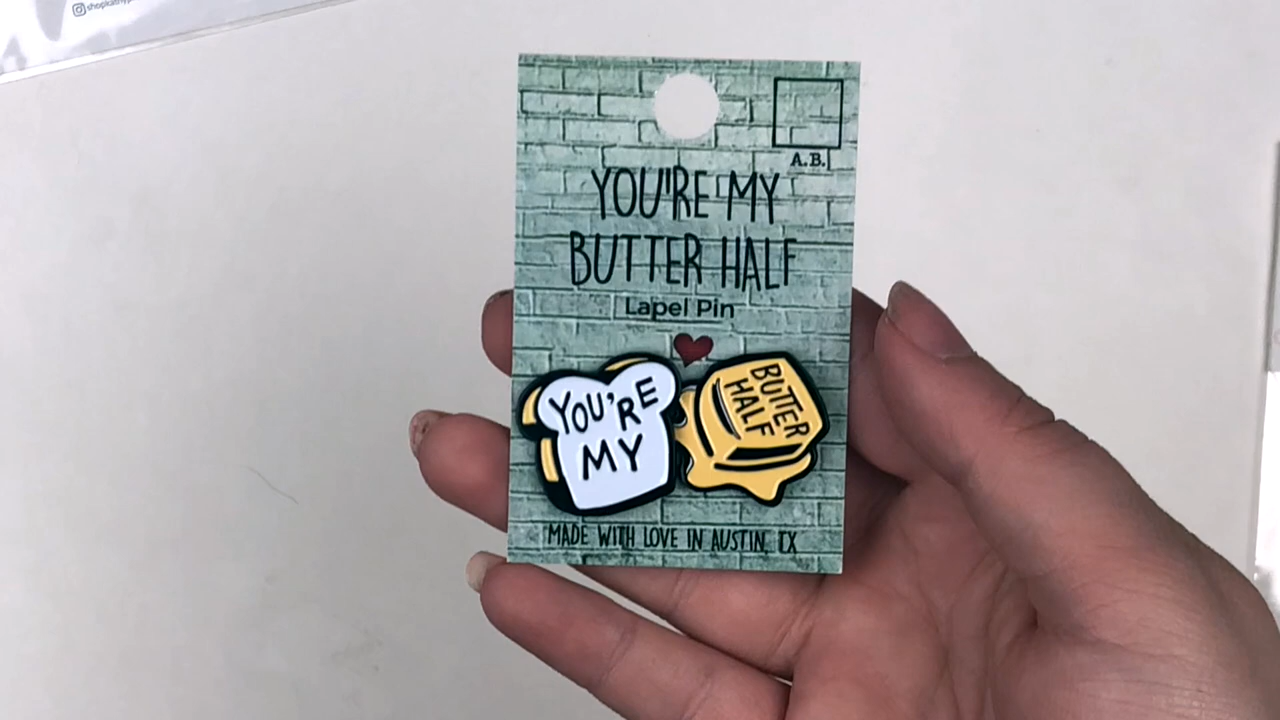 A.B.
YOU'RE MY
BUTTER HALF
Lapel Pin
YOU'RE
MY
BUTTER
HALF
MADE WITH LOVE IN AUSTIN, TX